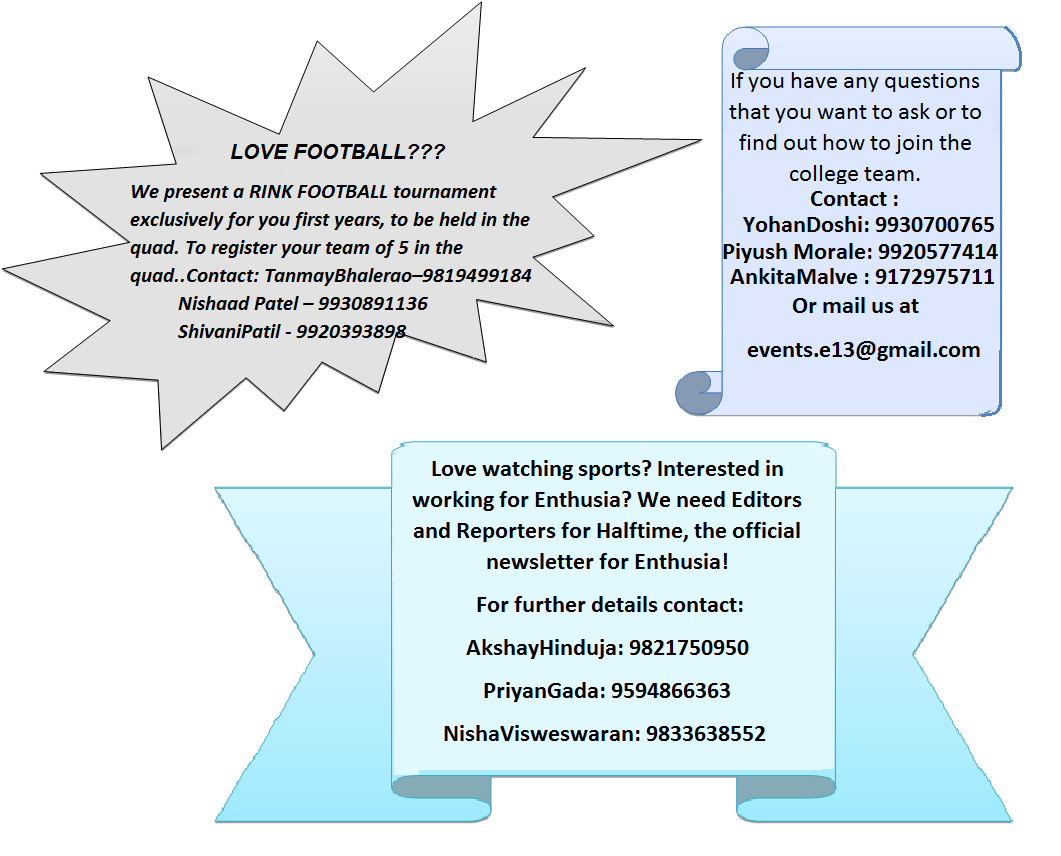 LOVE FOOTBALL???
We present a RINK FOOTBALL tournament
exclusively for you first years, to be held in the
quad. To register your team of 5 in the
quad..Contact: TanmayBhalerao–9819499184
Nishaad Patel – 9930891136
ShivaniPatil - 9920393898
If you have any questions
that you want to ask or to
find out how to join the
college team.
Contact :
YohanDoshi: 9930700765
Piyush Morale: 9920577414
AnkitaMalve : 9172975711
Or mail us at
events.e13@gmail.com
Love watching sports? Interested in
working for Enthusia? We need Editors
and Reporters for Halftime, the official
newsletter for Enthusia!
For further details contact:
AkshayHinduja: 9821750950
PriyanGada: 9594866363
NishaVisweswaran: 9833638552